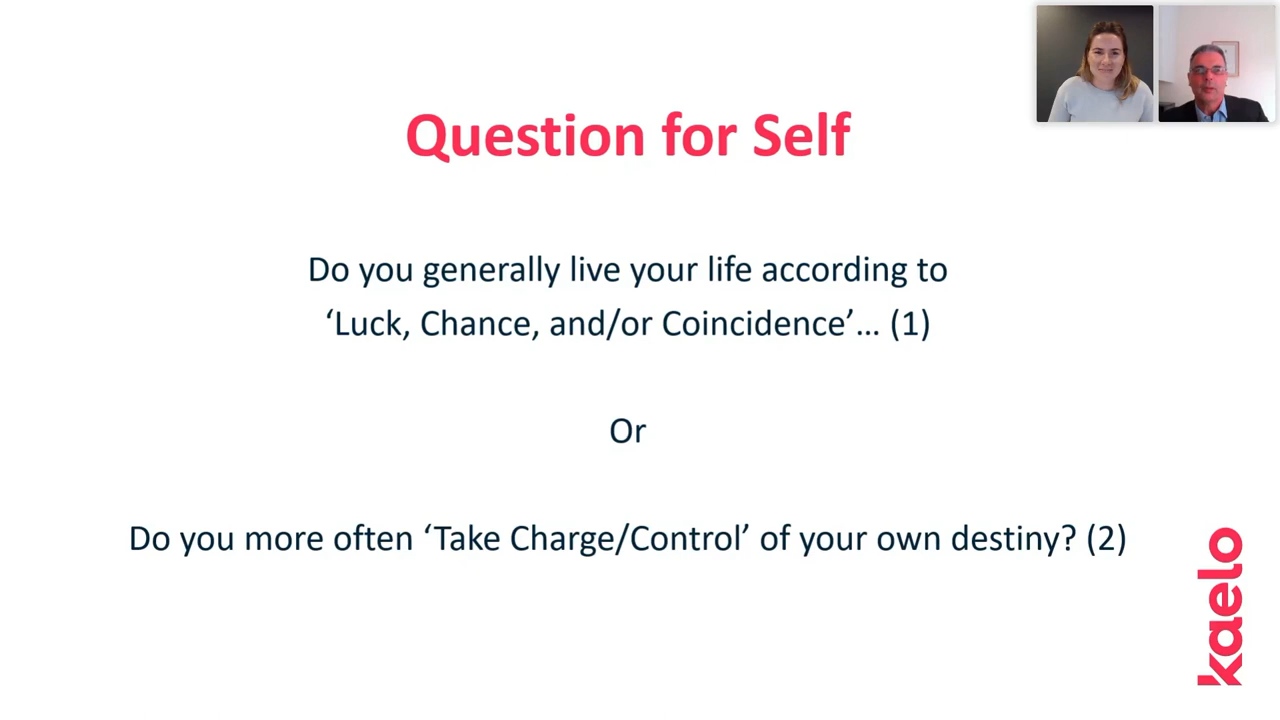 Question for Self
Do you generally live your life according to
‘Luck, Chance, and/or Coincidence’... (1)
Or
Do you more often ‘Take Charge/Control’ of your own destiny? (2)
kaelo